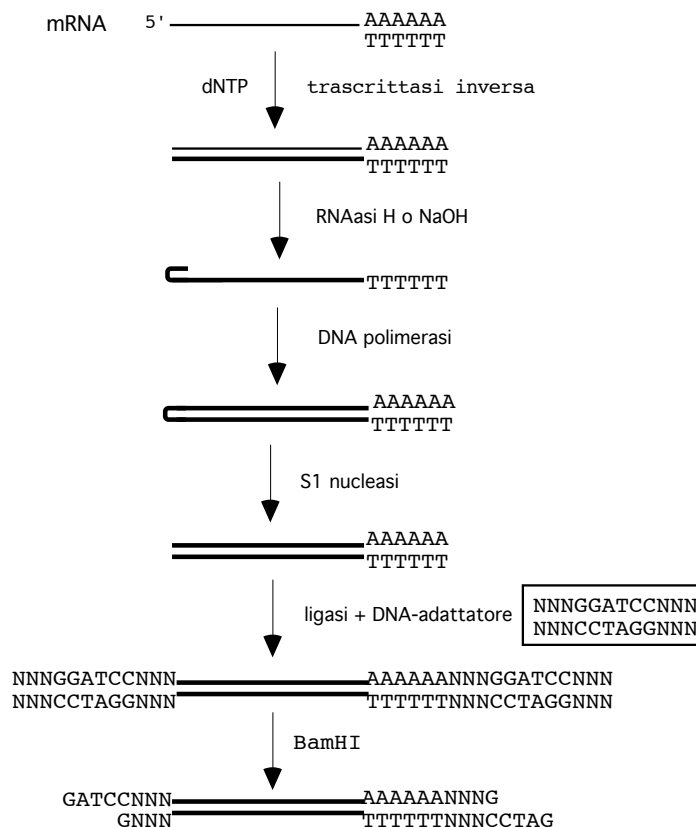 mRNA 5' AAAAAA
TTTTTT
dNTP trascrittasi inversa
AAAAAA
TTTTTT
RNAasi H o NaOH
TTTTTT
DNA polimerasi
AAAAAA
TTTTTT
S1 nucleasi
AAAAAA
TTTTTT
ligasi + DNA-adattatore
NNNGGATCCNNN
NNNCCTAGGNNN
NNNGGATCCNNN AAAAAANNNGGATCCNNN
NNNCCTAGGNNN TTTTTTNNNCCTAGGNNN
BamHI
GATCCNNN AAAAAANNNG
GNNN TTTTTTNNNCCTAG